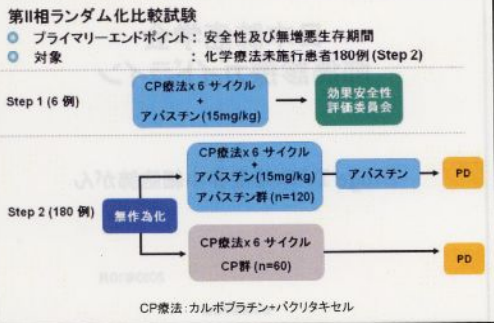 第II相ランダム化比較試験
プライマリーエンドポイント : 安全性及び無増悪生存期間
対象 : 化学療法未施行患者180例 (Step 2)
Step 1 (6 例)
CP療法x 6 サイクル
+
アバスチン(15mg/kg)
効果安全性
評価委員会
Step 2 (180 例)
無作為化
CP療法x 6 サイクル
+
アバスチン(15mg/kg)
アバスチン群 (n=120)
アバスチン
PD
CP療法x 6 サイクル
CP群 (n=60)
PD
CP療法:カルボプラチン+パクリタキセル